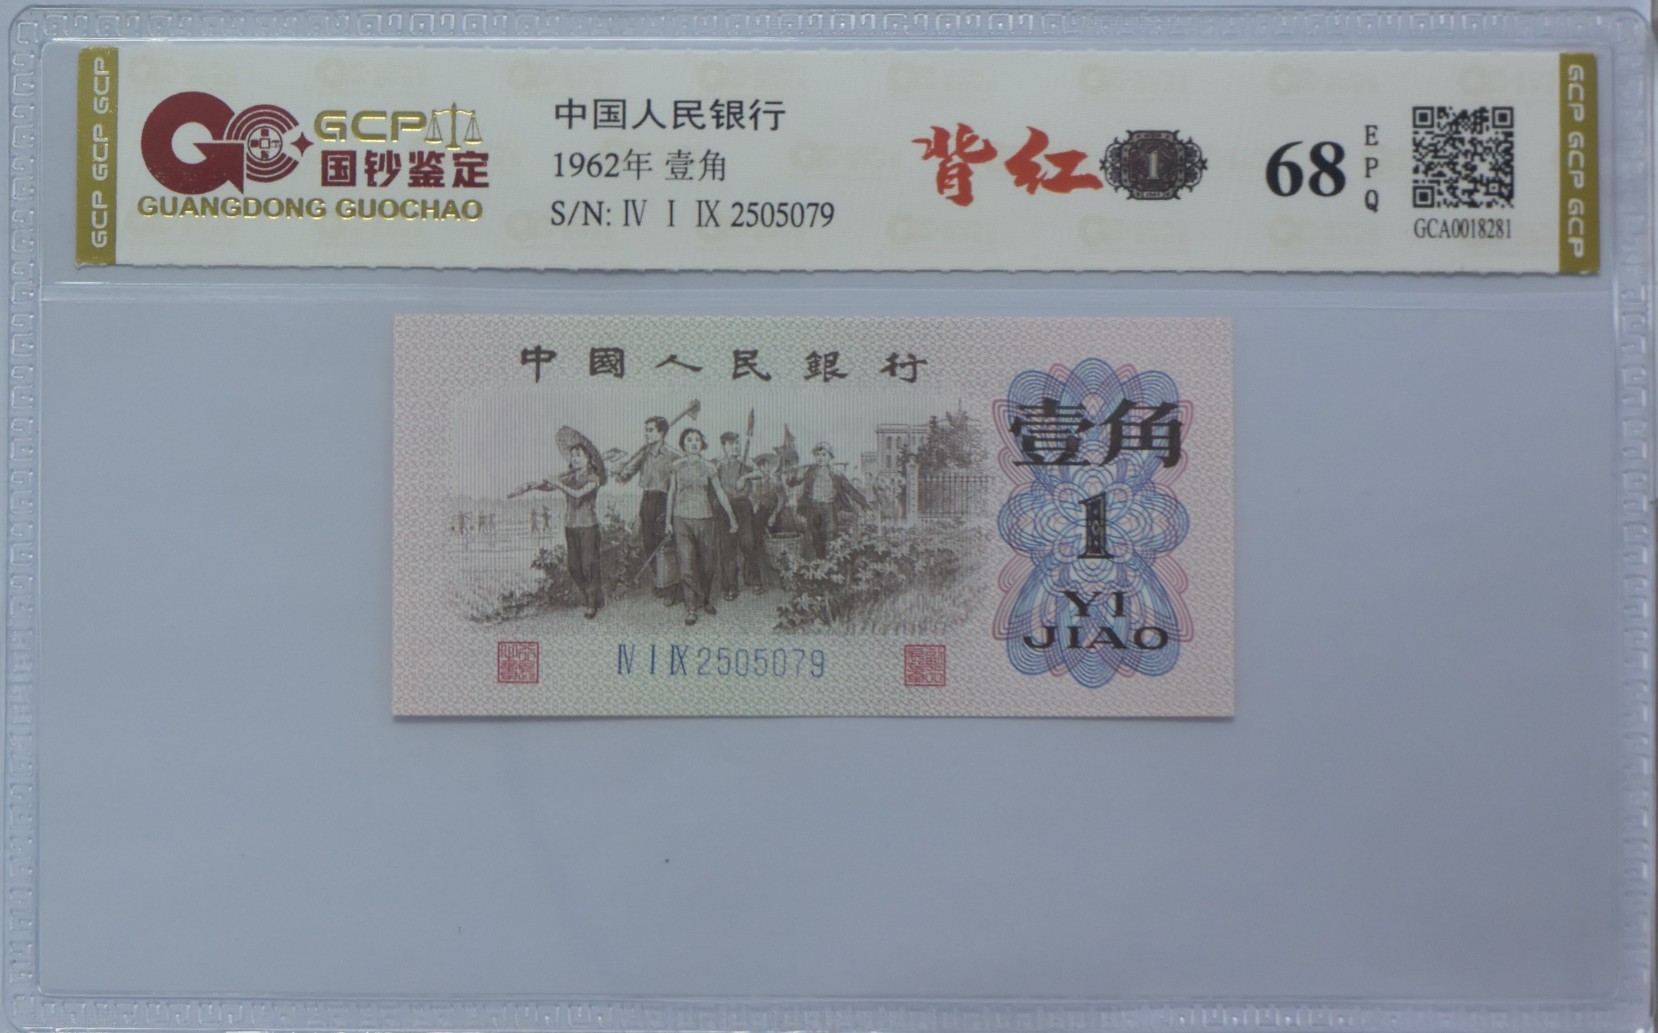 GCP GCP GCP
GCP
国钞鉴定
GUANGDONG GUOCHAO
中国人民银行
1962年 壹角
S/N: Ⅳ Ⅰ Ⅸ 2505079
背红
1
68
EPQ
GCA0018281
GCP GCP GCP
中國人民銀行
壹角
1
YI
JIAO
Ⅳ Ⅰ Ⅸ 2505079